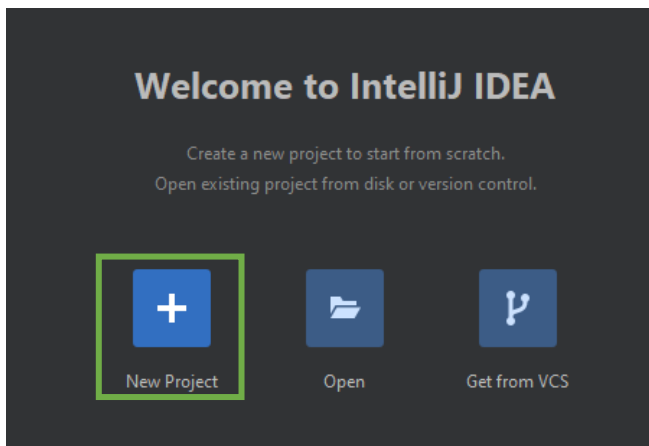 Welcome to IntelliJ IDEA
Create a new project to start from scratch.
Open existing project from disk or version control.
New Project
Open
Get from VCS